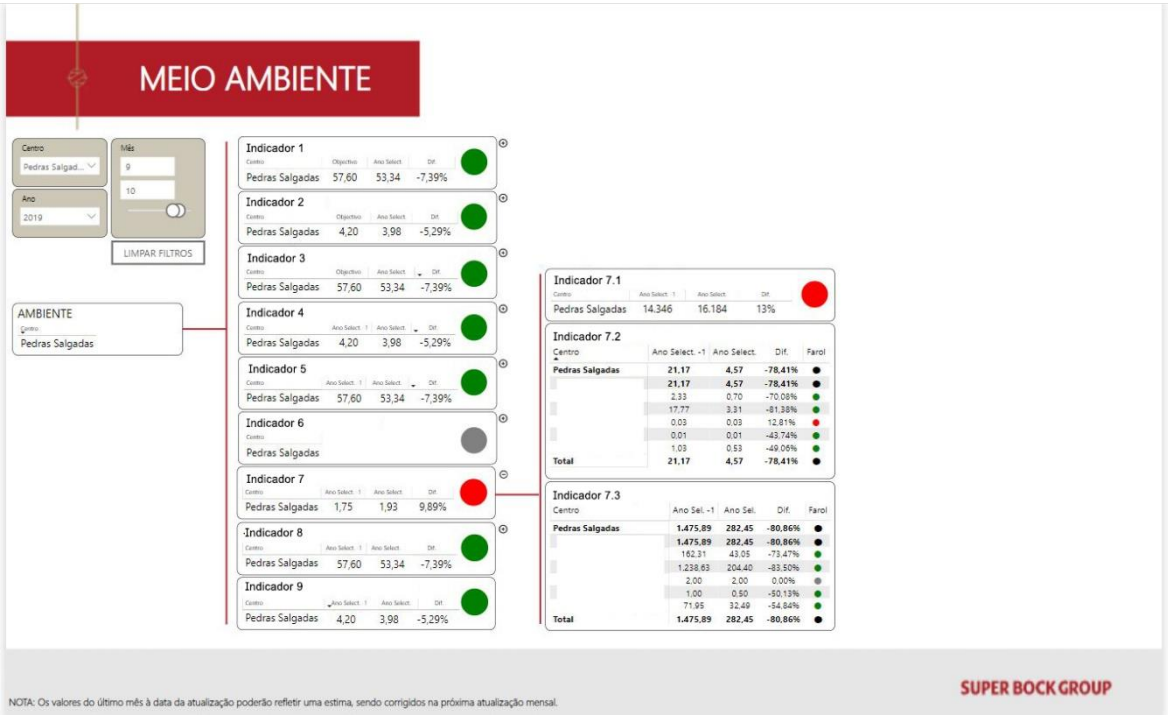 MEIO AMBIENTE
Centro
Pedras Salgad...
Ano
2019
Mês
9
10
LIMPAR FILTROS
AMBIENTE
Centro
Pedras Salgadas
Indicador 1
Centro Objectivo Ano Select. Dif.
Pedras Salgadas 57,60 53,34 -7,39%
Indicador 2
Centro Objectivo Ano Select. Dif.
Pedras Salgadas 4,20 3,98 -5,29%
Indicador 3
Centro Objectivo Ano Select. Dif.
Pedras Salgadas 57,60 53,34 -7,39%
Indicador 4
Centro Ano Select. 1 Ano Select. Dif.
Pedras Salgadas 4,20 3,98 -5,29%
Indicador 5
Centro Ano Select. 1 Ano Select. Dif.
Pedras Salgadas 57,60 53,34 -7,39%
Indicador 6
Centro
Pedras Salgadas
Indicador 7
Centro Ano Select. 1 Ano Select. Dif.
Pedras Salgadas 1,75 1,93 9,89%
Indicador 8
Centro Ano Select. 1 Ano Select. Dif.
Pedras Salgadas 57,60 53,34 -7,39%
Indicador 9
Centro Ano Select. 1 Ano Select. Dif.
Pedras Salgadas 4,20 3,98 -5,29%
Indicador 7.1
Centro Ano Select. 1 Ano Select. Dif.
Pedras Salgadas 14.346 16.184 13%
Indicador 7.2
Centro Ano Select. -1 Ano Select. Dif. Farol
Pedras Salgadas 21,17 4,57 -78,41%
21,17 4,57 -78,41%
2,33 0,70 -70,08%
17,77 3,31 -81,38%
0,03 0,03 12,81%
0,01 0,01 -43,74%
1,03 0,53 -49,06%
Total 21,17 4,57 -78,41%
Indicador 7.3
Centro Ano Sel. -1 Ano Sel. Dif. Farol
Pedras Salgadas 1.475,89 282,45 -80,86%
1.475,89 282,45 -80,86%
162,31 43,05 -73,47%
1.238,63 204,40 -83,50%
2,00 2,00 0,00%
1,00 0,50 -50,13%
71,95 32,49 -54,84%
Total 1.475,89 282,45 -80,86%
SUPER BOCK GROUP
NOTA: Os valores do último mês à data da atualização poderão refletir uma estima, sendo corrigidos na próxima atualização mensal.